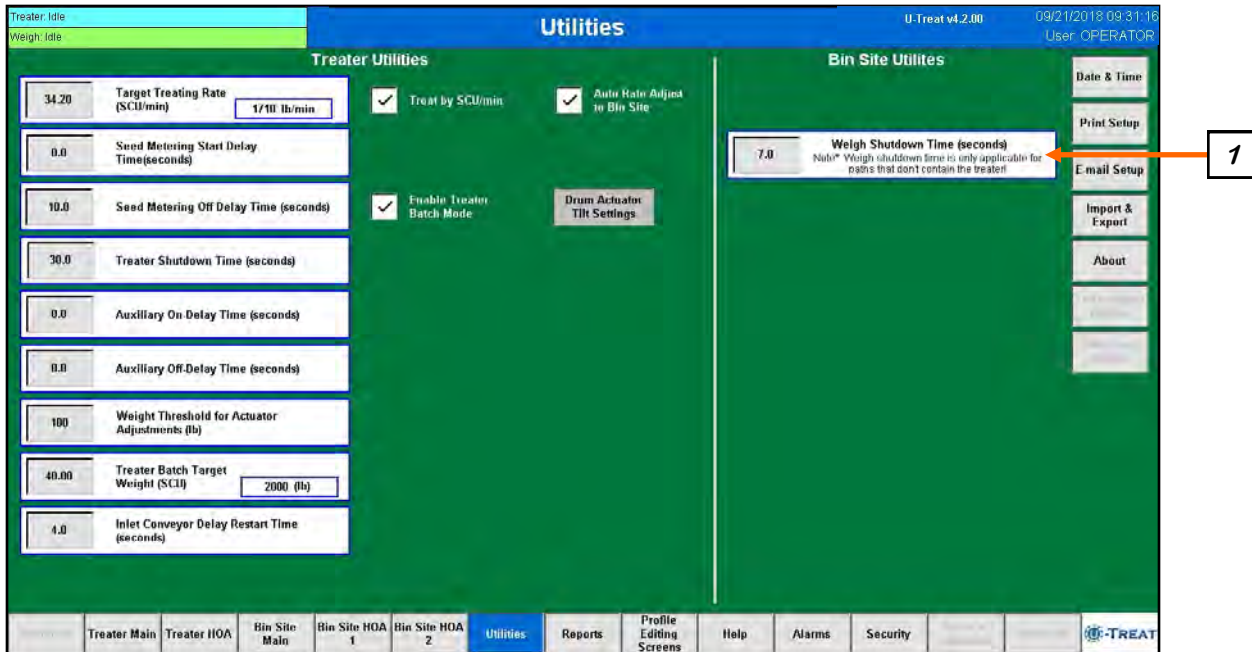 Treater: Idle
Weigh: Idle
Utilities
U-Treat v4.2.00
09/21/2018 09:31:16
User: OPERATOR
Treater Utilities
34.20
Target Treating Rate
(SCU/min)
lb/min
Treat by SCU/min
Auto Rate Adjust
to Bin Site
0.0
Seed Metering Start Delay
Time(seconds)
10.0
Seed Metering Off Delay Time (seconds)
Enable Treater
Batch Mode
Drum Actuator
Tilt Settings
30.0
Treater Shutdown Time (seconds)
0.0
Auxiliary On-Delay Time (seconds)
0.0
Auxiliary Off-Delay Time (seconds)
100
Weight Threshold for Actuator
Adjustments (lb)
40.00
Treater Batch Target
Weight (SCU)
2000 (lb)
4.0
Inlet Conveyor Delay Restart Time
(seconds)
Bin Site Utilites
7.0
Weigh Shutdown Time (seconds)
Note* Weigh shutdown time is only applicable for
paths that don't contain the treater!
1
Date & Time
Print Setup
E-mail Setup
Import &
Export
About
Treater Main
Treater HOA
Bin Site
Main
Bin Site HOA
1
Bin Site HOA
2
Utilities
Reports
Profile
Editing
Screens
Help
Alarms
Security
U-TREAT